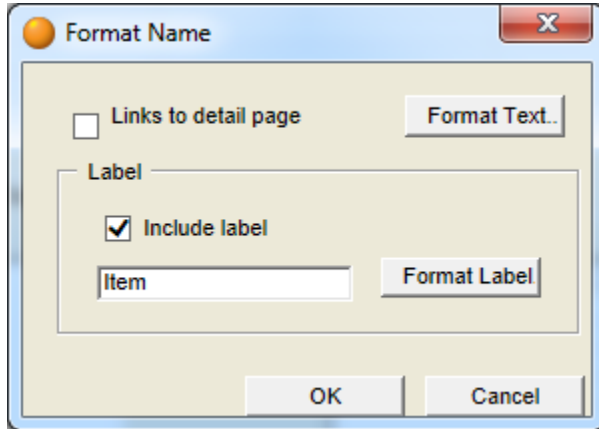 Format Name
X
Links to detail page
Format Text..
Label
Include label
Item
Format Label
OK
Cancel